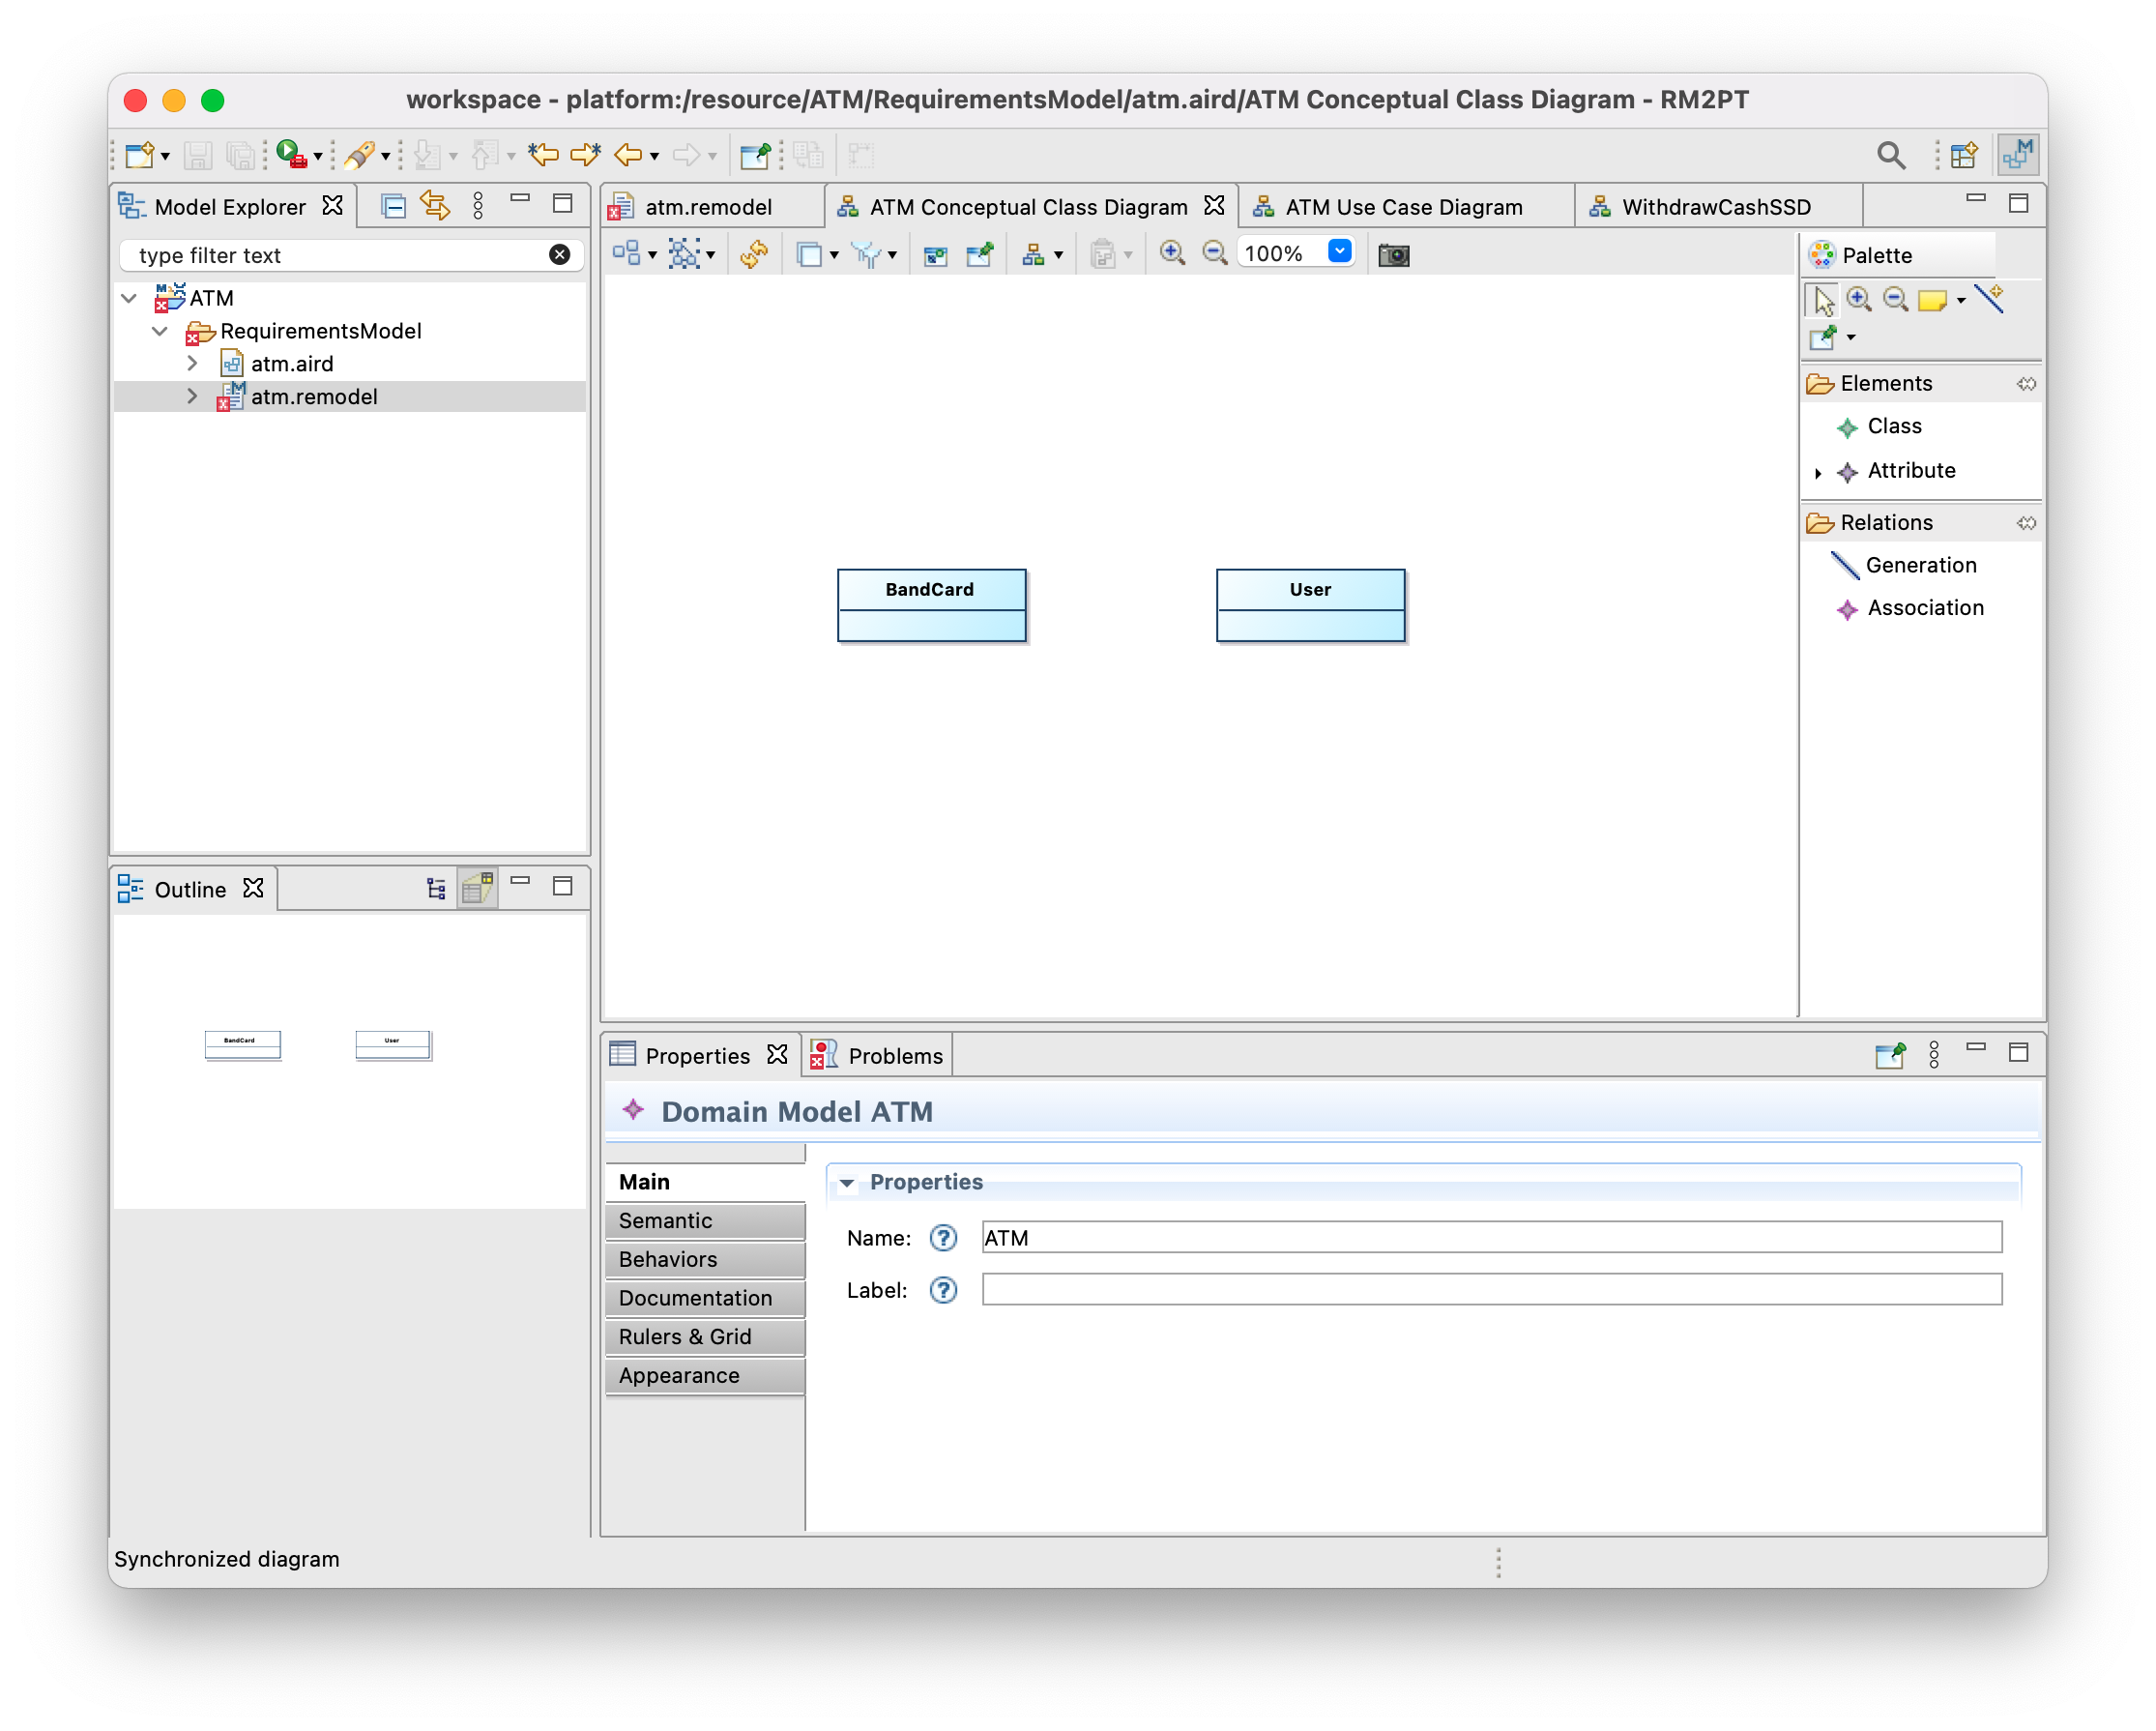 workspace - platform:/resource/ATM/RequirementsModel/atm.aird/ATM Conceptual Class Diagram - RM2PT
Model Explorer
type filter text
ATM
RequirementsModel
atm.aird
atm.remodel
atm.remodel
ATM Conceptual Class Diagram
ATM Use Case Diagram
WithdrawCashSSD
100%
BandCard
User
Palette
Elements
Class
Attribute
Relations
Generation
Association
Outline
BandCard
User
Properties
Problems
Domain Model ATM
Main
Semantic
Behaviors
Documentation
Rulers & Grid
Appearance
Properties
Name: ATM
Label:
Synchronized diagram